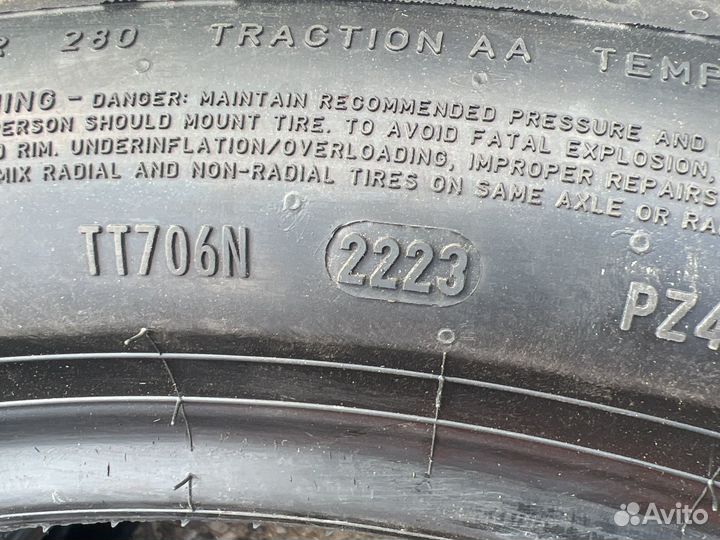 280 TRACTION AA TEMP
- DANGER: MAINTAIN RECOMMENDED PRESSURE AND
PERSON SHOULD MOUNT TIRE. TO AVOID FATAL EXPLOSION,
RIM. UNDERINFLATION/OVERLOADING, IMPROPER REPAIRS
MIX RADIAL AND NON-RADIAL TIRES ON SAME AXLE OR
TT706N 2223 PZ4
Avito